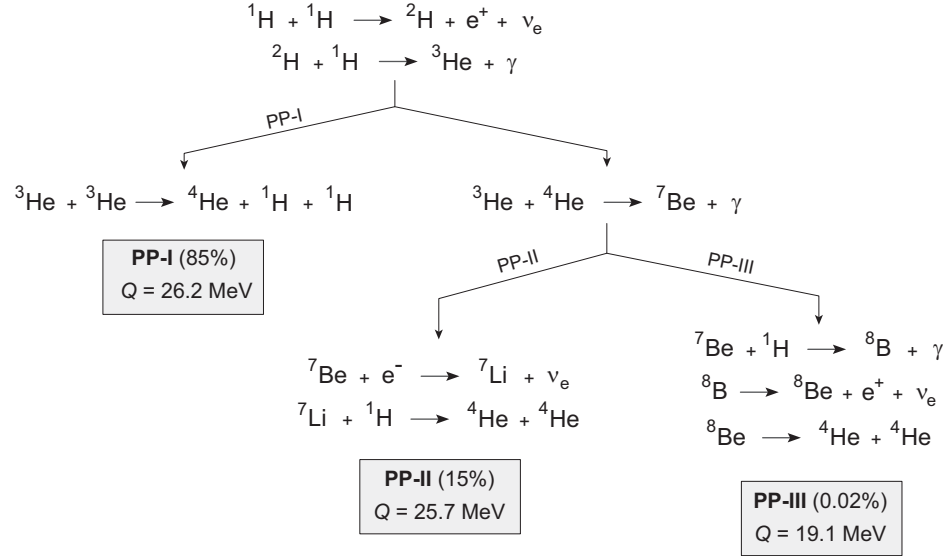 ¹H + ¹H → ²H + e⁺ + νₑ
²H + ¹H → ³He + γ
PP-I
³He + ³He → ⁴He + ¹H + ¹H
³He + ⁴He → ⁷Be + γ
PP-I (85%)
Q = 26.2 MeV
PP-II
PP-III
⁷Be + e⁻ → ⁷Li + νₑ
⁷Li + ¹H → ⁴He + ⁴He
PP-II (15%)
Q = 25.7 MeV
⁷Be + ¹H → ⁸B + γ
⁸B → ⁸Be + e⁺ + νₑ
⁸Be → ⁴He + ⁴He
PP-III (0.02%)
Q = 19.1 MeV